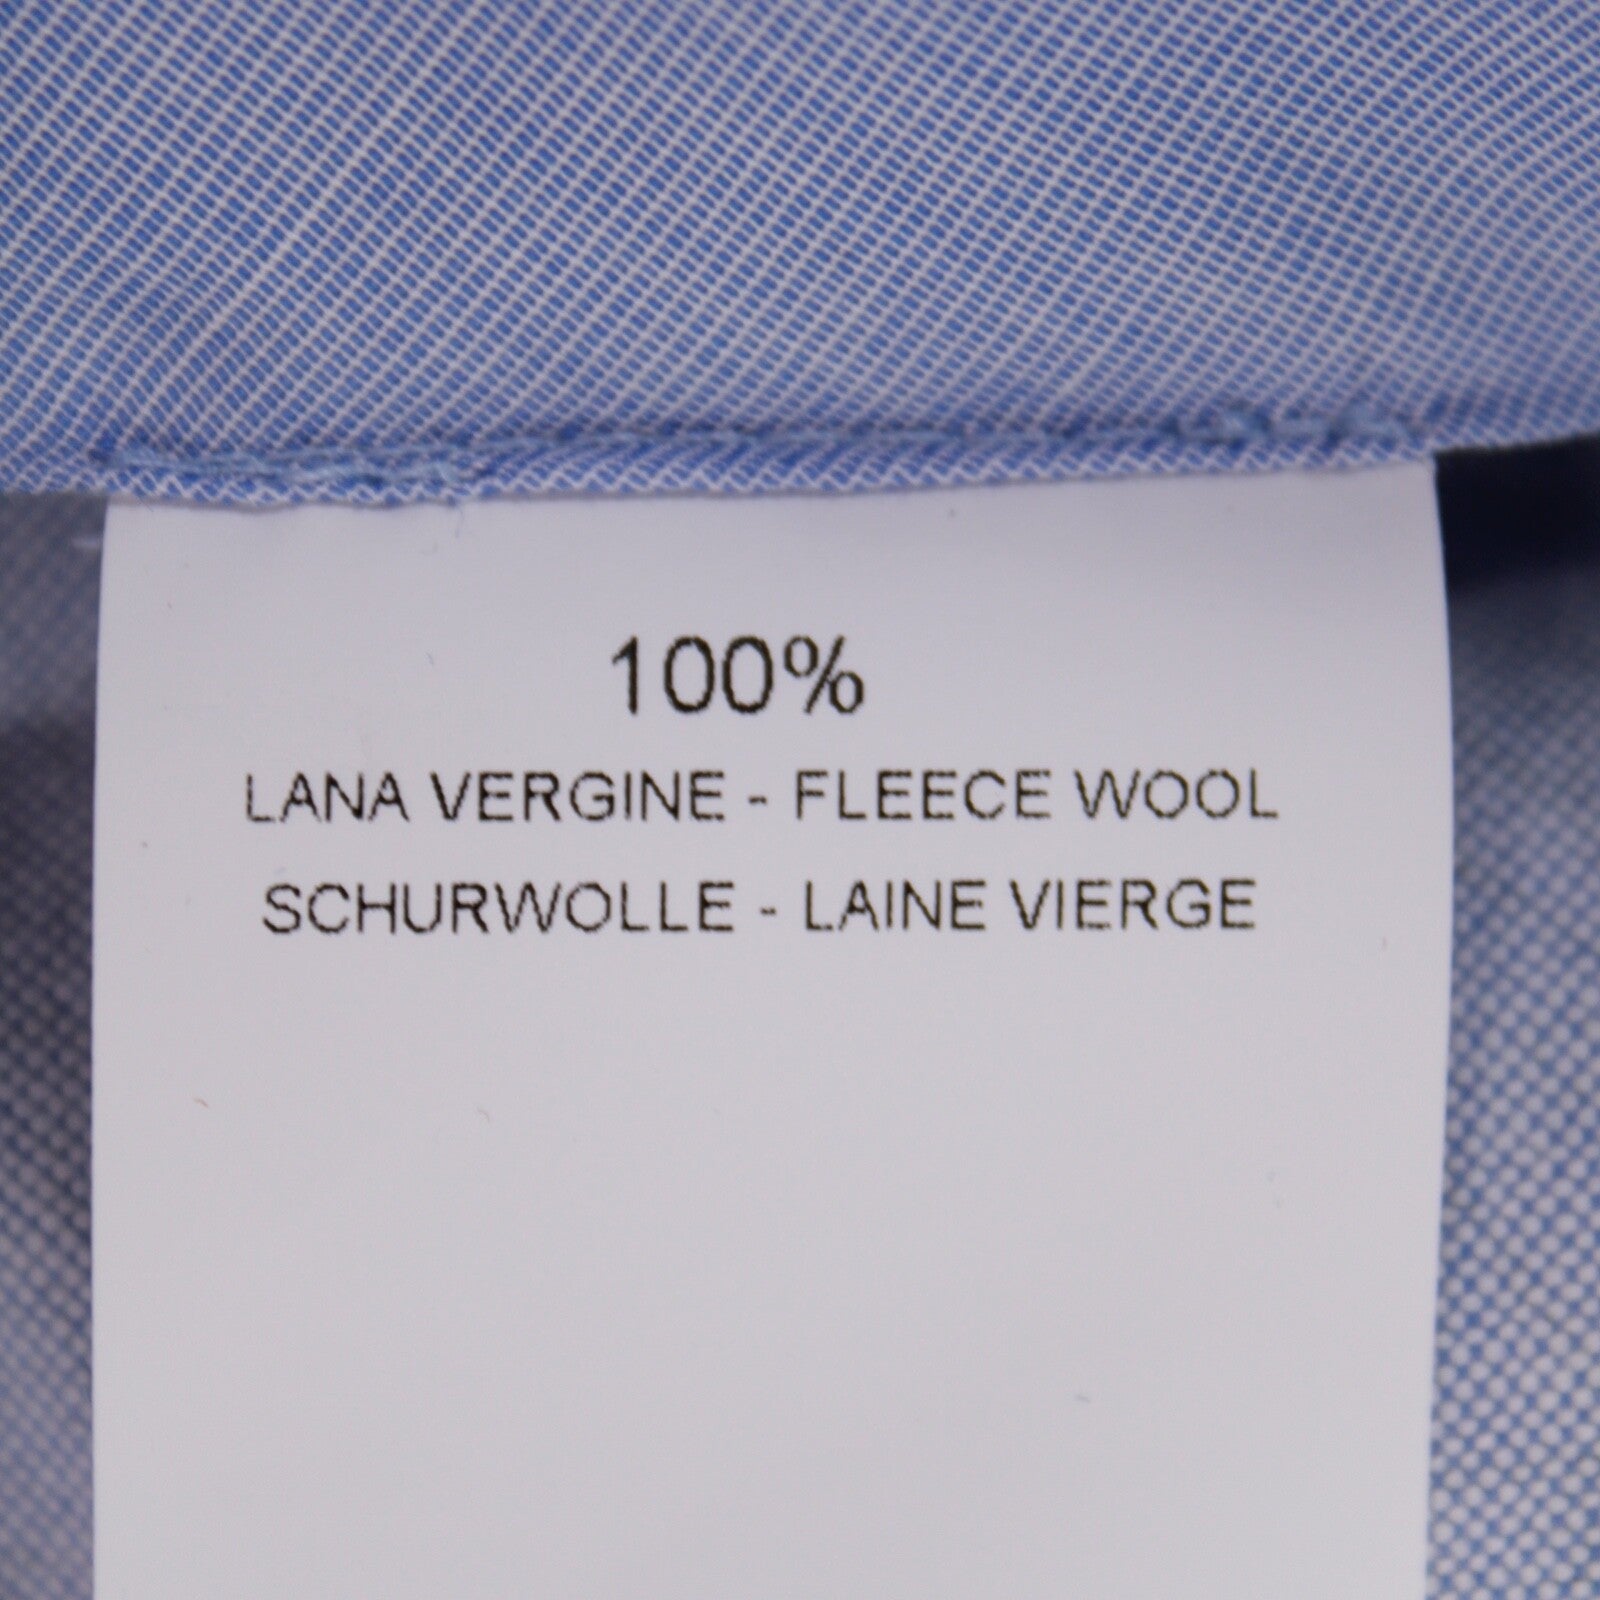 100%
LANA VERGINE - FLEECE WOOL
SCHURWOLLE - LAINE VIERGE